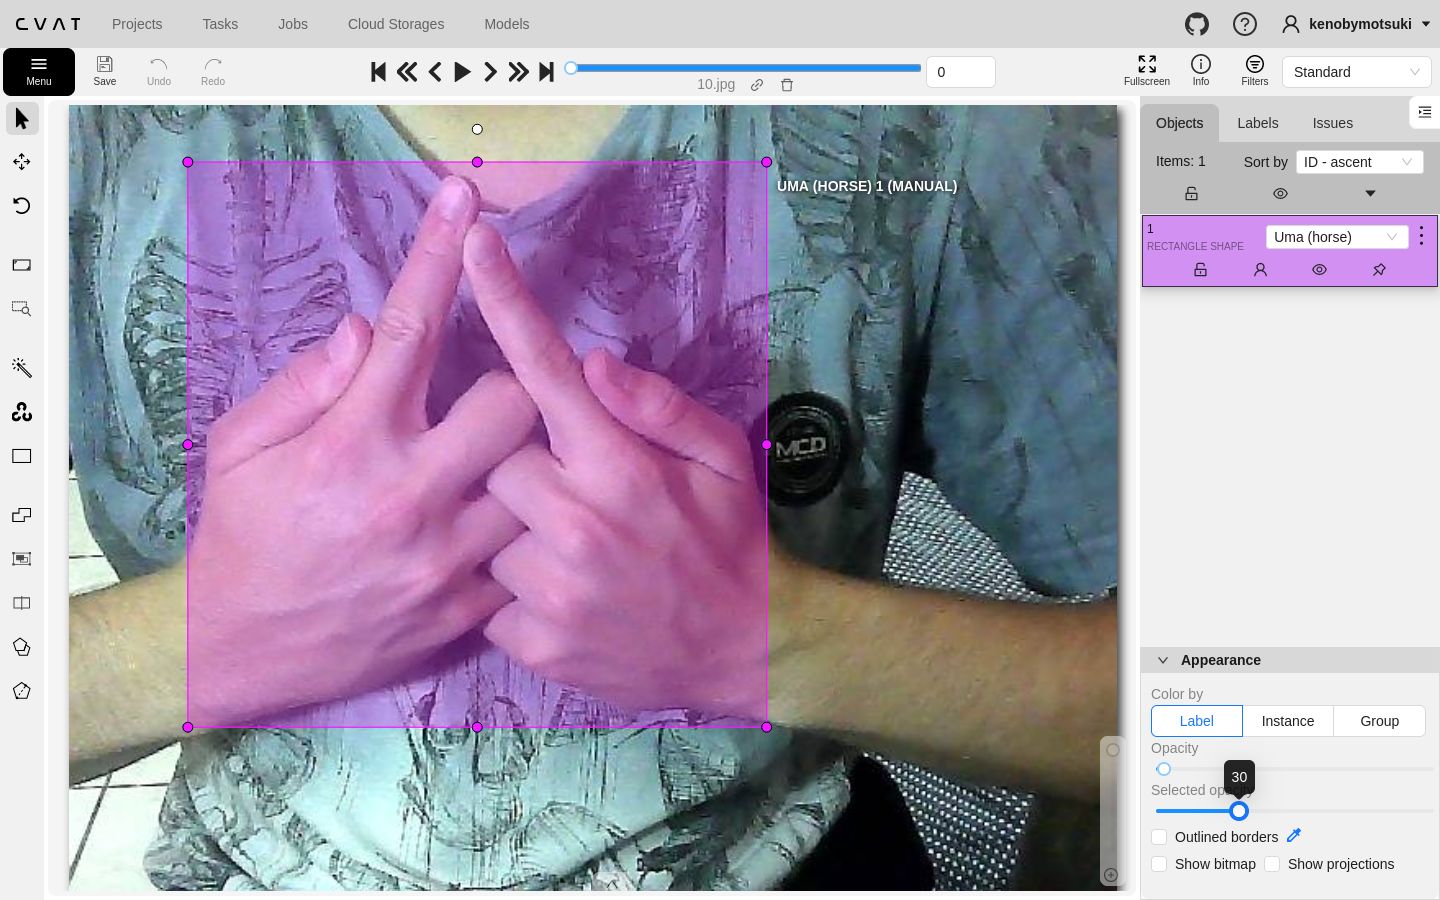 CVAT
Projects
Tasks
Jobs
Cloud Storages
Models
kenobymotsuki
Menu
Save
Undo
Redo
10.jpg
0
Fullscreen
Info
Filters
Standard
Objects
Labels
Issues
Items: 1
Sort by
ID - ascent
1
RECTANGLE SHAPE
Uma (horse)
UMA (HORSE) 1 (MANUAL)
MCD
Appearance
Color by
Label
Instance
Group
Opacity
30
Selected opacity
Outlined borders
Show bitmap
Show projections